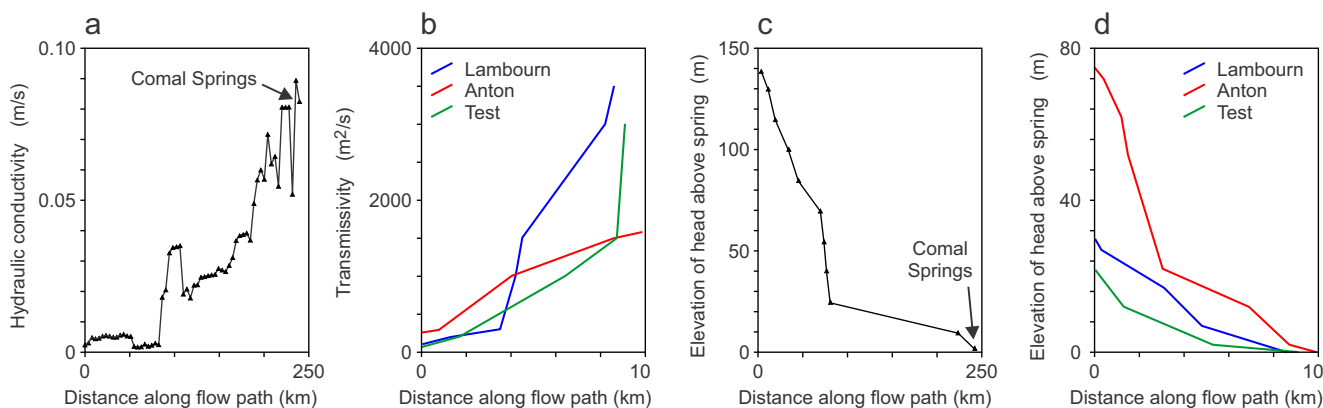 a
Hydraulic conductivity (m/s)
0.10
0.05
0
Comal Springs
0
250
Distance along flow path (km)
b
Transmissivity (m²/s)
4000
2000
0
Lambourn
Anton
Test
0
10
Distance along flow path (km)
c
Elevation of head above spring (m)
150
100
50
0
Comal
Springs
0
250
Distance along flow path (km)
d
Elevation of head above spring (m)
80
40
0
Lambourn
Anton
Test
0
10
Distance along flow path (km)